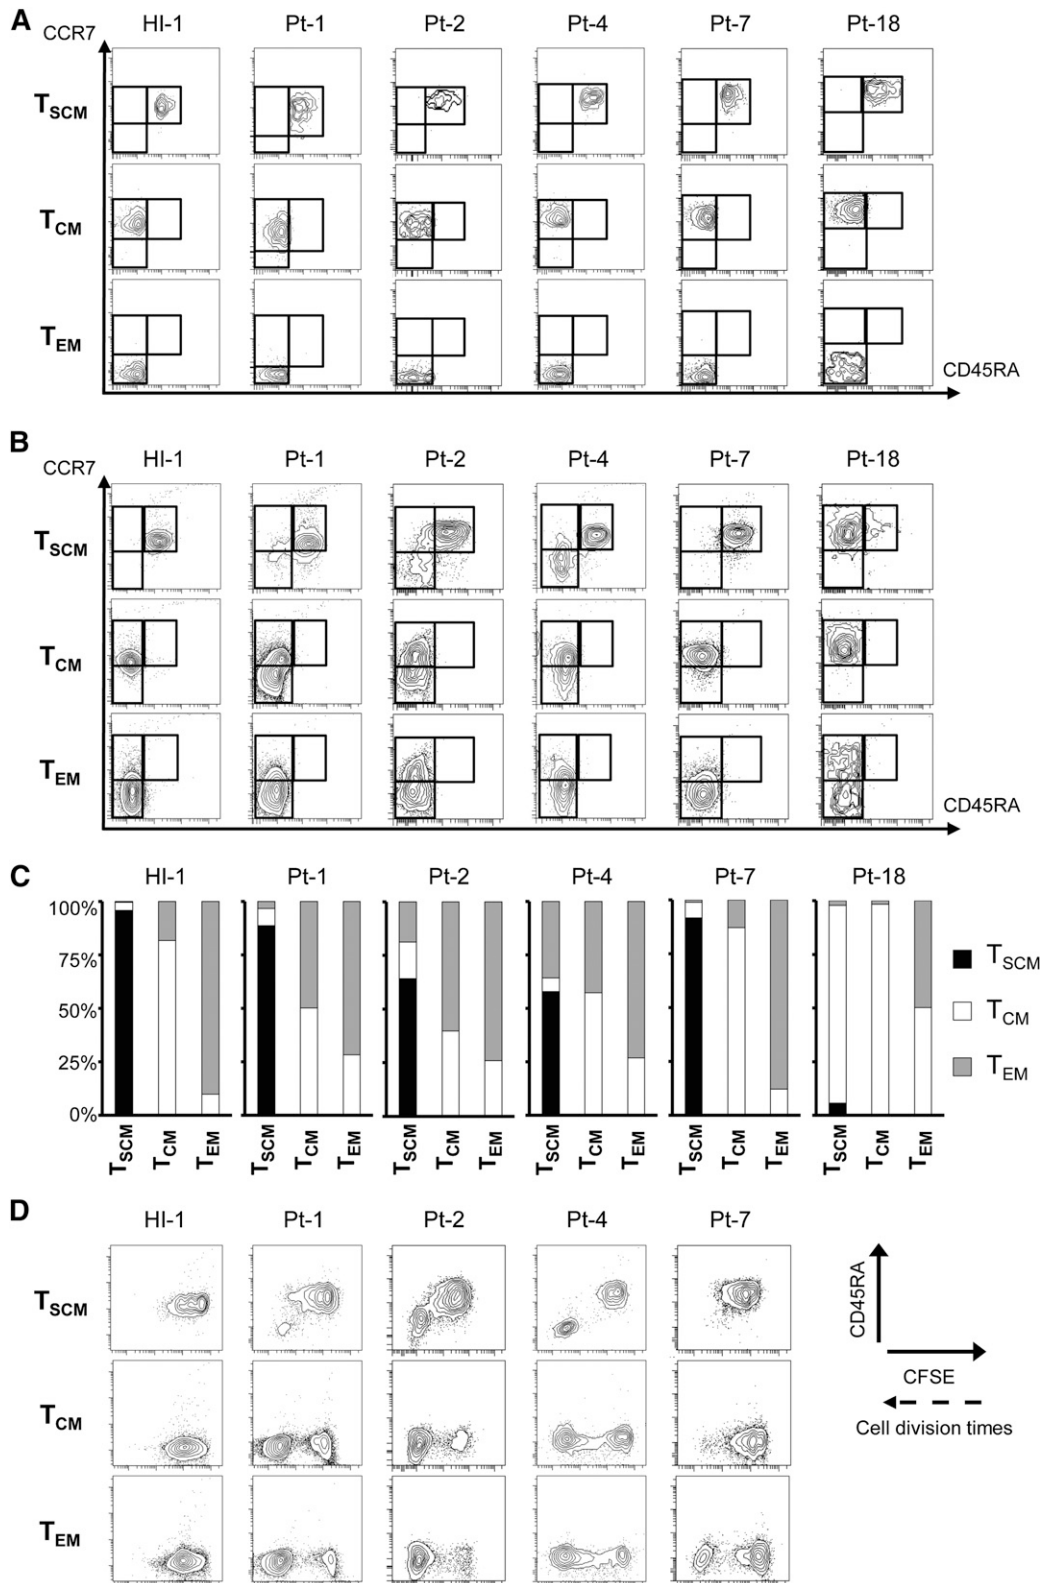 A
CCR7
HI-1 Pt-1 Pt-2 Pt-4 Pt-7 Pt-18
TSCM
TCM
TEM
CD45RA
B
CCR7
HI-1 Pt-1 Pt-2 Pt-4 Pt-7 Pt-18
TSCM
TCM
TEM
CD45RA
C
HI-1 Pt-1 Pt-2 Pt-4 Pt-7 Pt-18
100%
75%
50%
25%
0%
TSCM TCM TEM TSCM TCM TEM TSCM TCM TEM TSCM TCM TEM TSCM TCM TEM TSCM TCM TEM
TSCM
TCM
TEM
D
HI-1 Pt-1 Pt-2 Pt-4 Pt-7
TSCM
TCM
TEM
CD45RA
CFSE
Cell division times